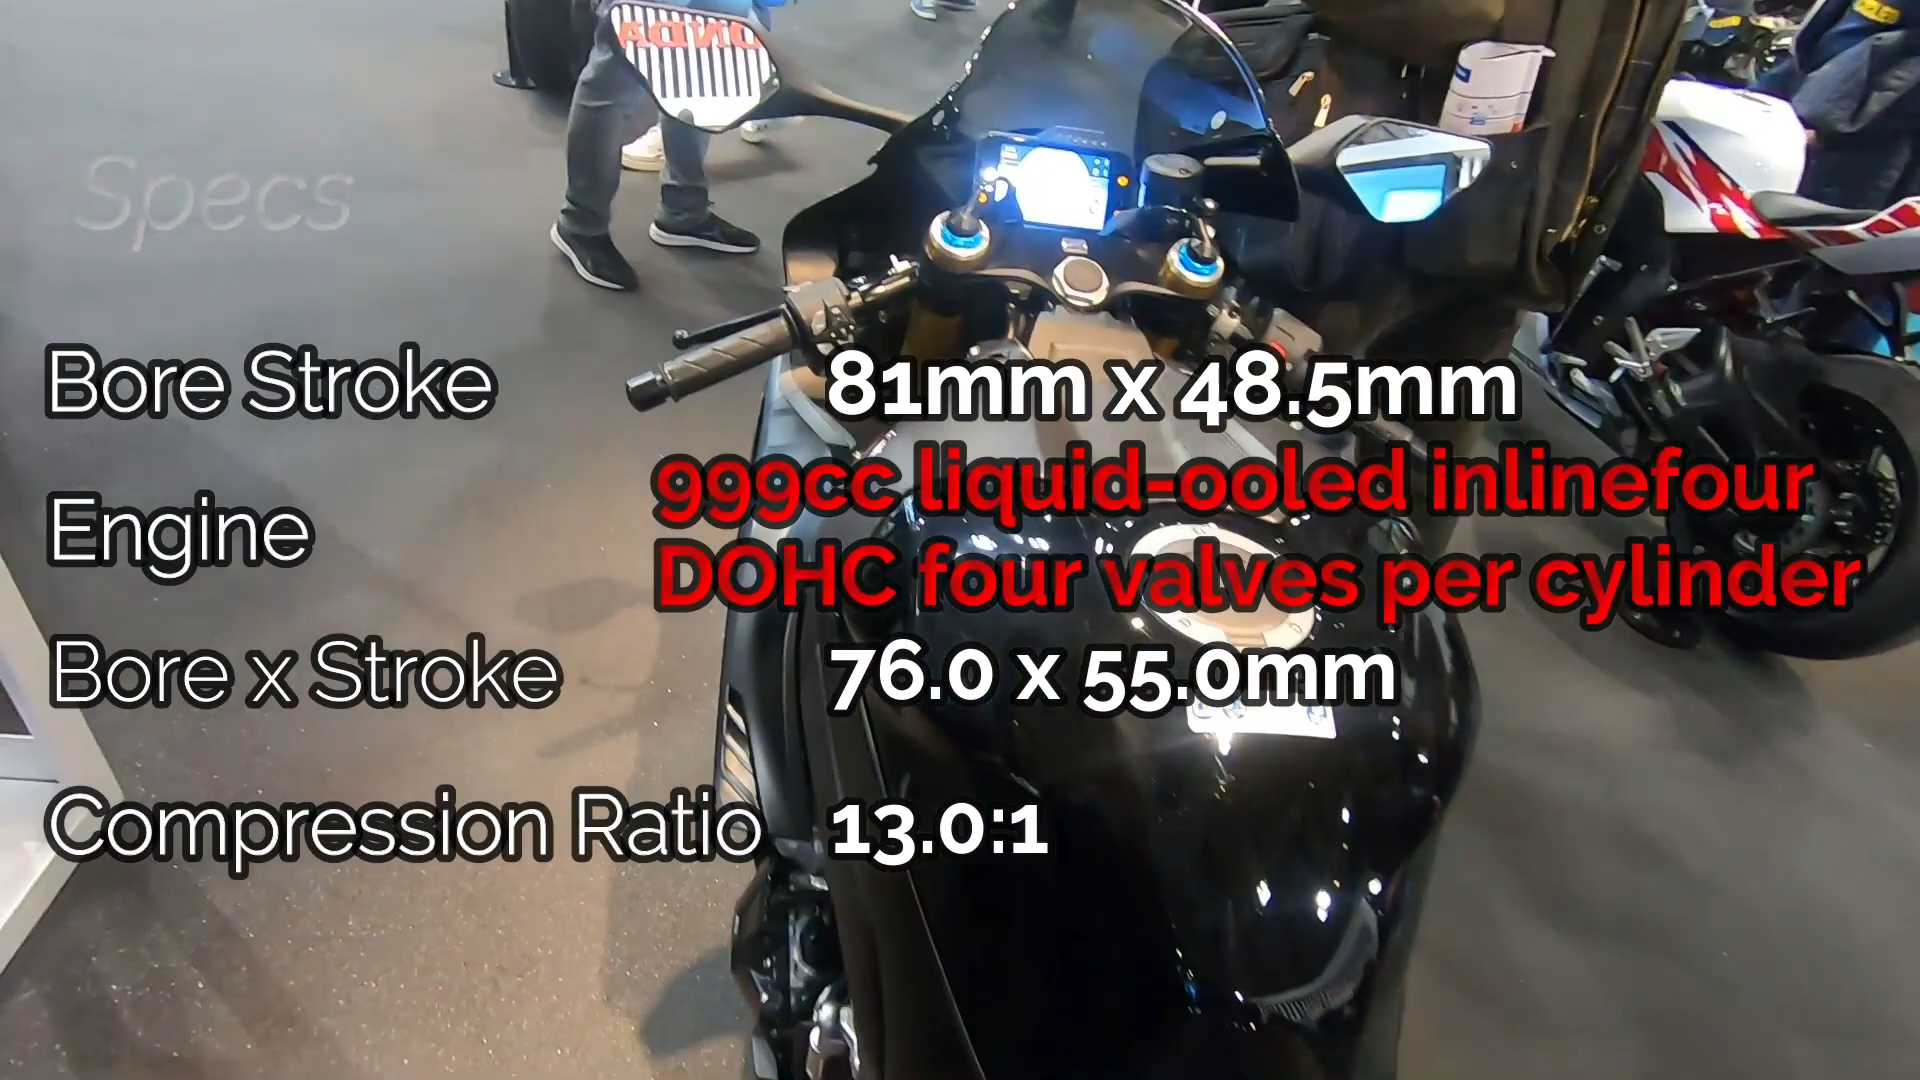 Specs
Bore Stroke 81mm x 48.5mm
Engine 999cc liquid-ooled inlinefour
DOHC four valves per cylinder
Bore x Stroke 76.0 x 55.0mm
Compression Ratio 13.0:1